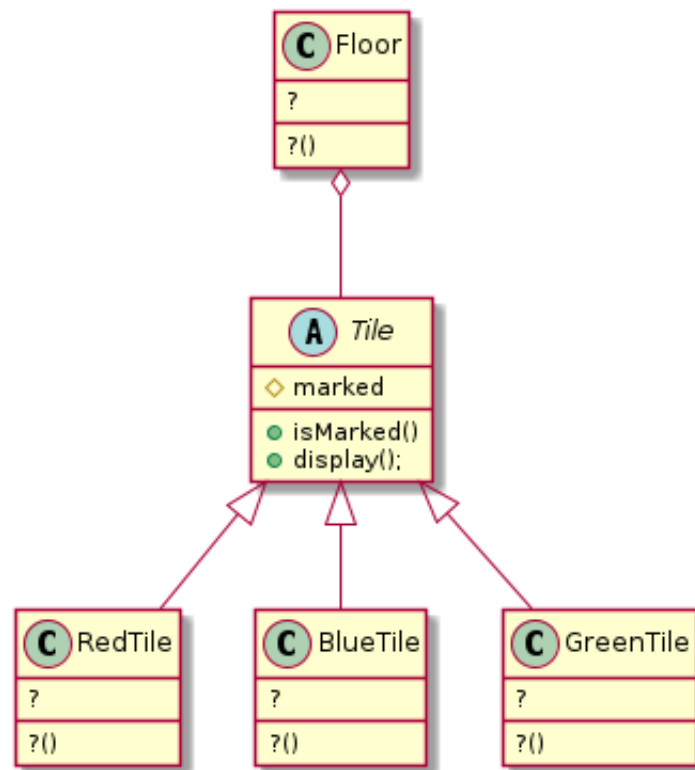 C Floor
?
?()
A Tile
marked
isMarked()
display();
C RedTile
?
?()
C BlueTile
?
?()
C GreenTile
?
?()